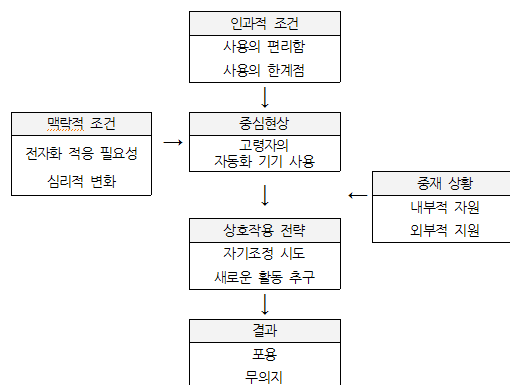 인과적 조건
사용의 편리함
사용의 한계점
맥락적 조건
전자화 적응 필요성
심리적 변화
중심현상
고령자의
자동화 기기 사용
중재 상황
내부적 자원
외부적 지원
상호작용 전략
자기조정 시도
새로운 활동 추구
결과
포용
무의지